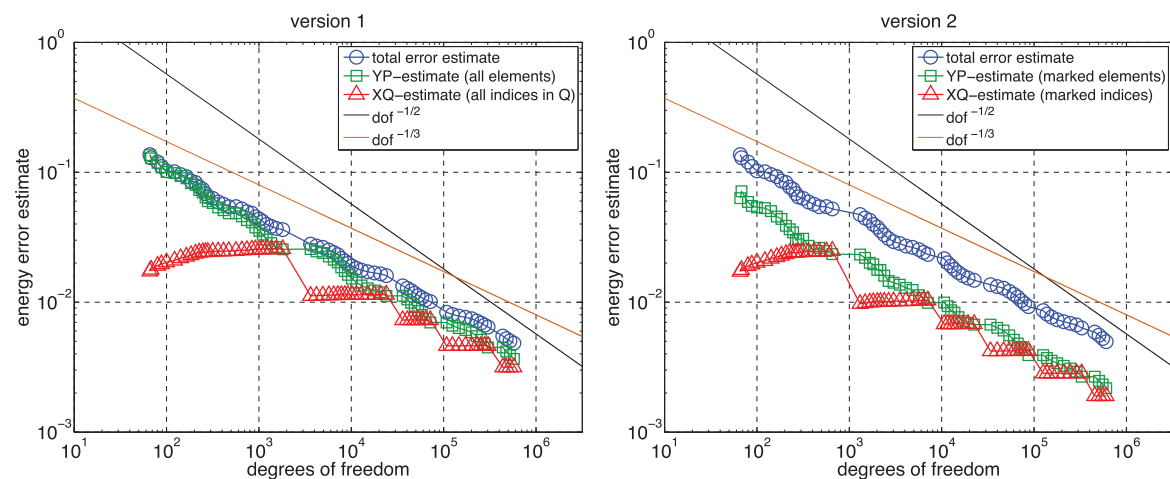 version 1
energy error estimate
10^0
10^−1
10^−2
10^−3
total error estimate
YP−estimate (all elements)
XQ−estimate (all indices in Q)
dof^−1/2
dof^−1/3
10^1
10^2
10^3
10^4
10^5
10^6
degrees of freedom
version 2
energy error estimate
10^0
10^−1
10^−2
10^−3
total error estimate
YP−estimate (marked elements)
XQ−estimate (marked indices)
dof^−1/2
dof^−1/3
10^1
10^2
10^3
10^4
10^5
10^6
degrees of freedom